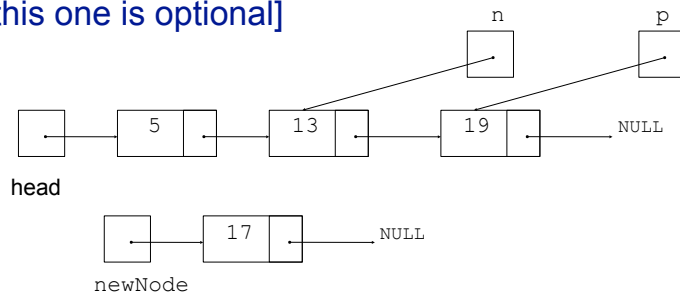 this one is optional]
n p
5 13 19 NULL
head
17 NULL
newNode